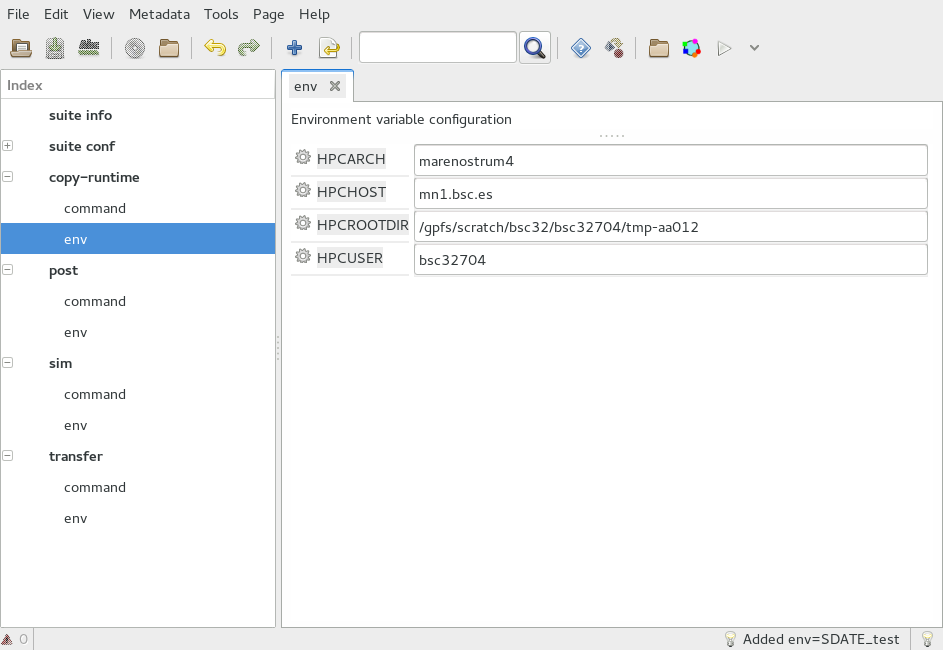 File Edit View Metadata Tools Page Help
Index
suite info
suite conf
copy-runtime
command
env
post
command
env
sim
command
env
transfer
command
env
env
Environment variable configuration
HPCARCH marenostrum4
HPCHOST mn1.bsc.es
HPCROOTDIR /gpfs/scratch/bsc32/bsc32704/tmp-aa012
HPCUSER bsc32704
0 Added env=SDATE_test